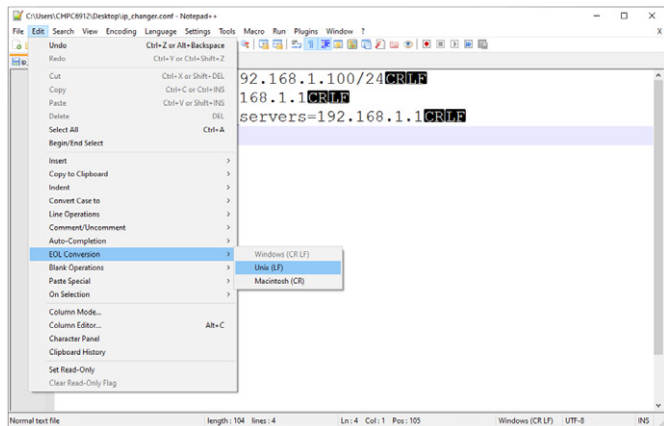 C:\Users\CHPC6912\Desktop\ip_changer.conf - Notepad++
File Edit Search View Encoding Language Settings Tools Macro Run Plugins Window ? X
Undo Ctrl+Z or Alt+Backspace
Redo Ctrl+Y or Ctrl+Shift+Z
Cut Ctrl+X or Shift+DEL
Copy Ctrl+C or Ctrl+INS
Paste Ctrl+V or Shift+INS
Delete DEL
Select All Ctrl+A
Begin/End Select
Insert
Copy to Clipboard
Indent
Convert Case to
Line Operations
Comment/Uncomment
Auto-Completion
EOL Conversion
Blank Operations
Paste Special
On Selection
Column Mode...
Column Editor... Alt+C
Character Panel
Clipboard History
Set Read-Only
Clear Read-Only Flag
92.168.1.100/24CRLF
168.1.1CRLF
servers=192.168.1.1CRLF
Windows (CR LF)
Unix (LF)
Macintosh (CR)
Normal text file length : 104 lines : 4 Ln : 4 Col : 1 Pos : 105 Windows (CR LF) UTF-8 INS